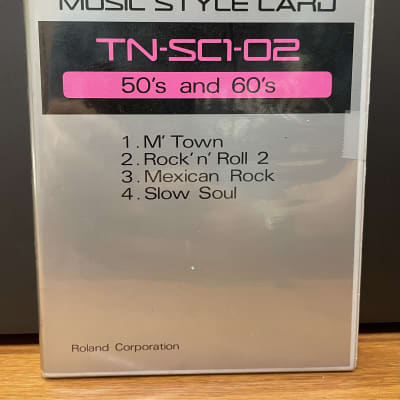 MUSIC STYLE CARD
TN-SC1-02
50's and 60's
1. M' Town
2. Rock'n' Roll 2
3. Mexican Rock
4. Slow Soul
Roland Corporation